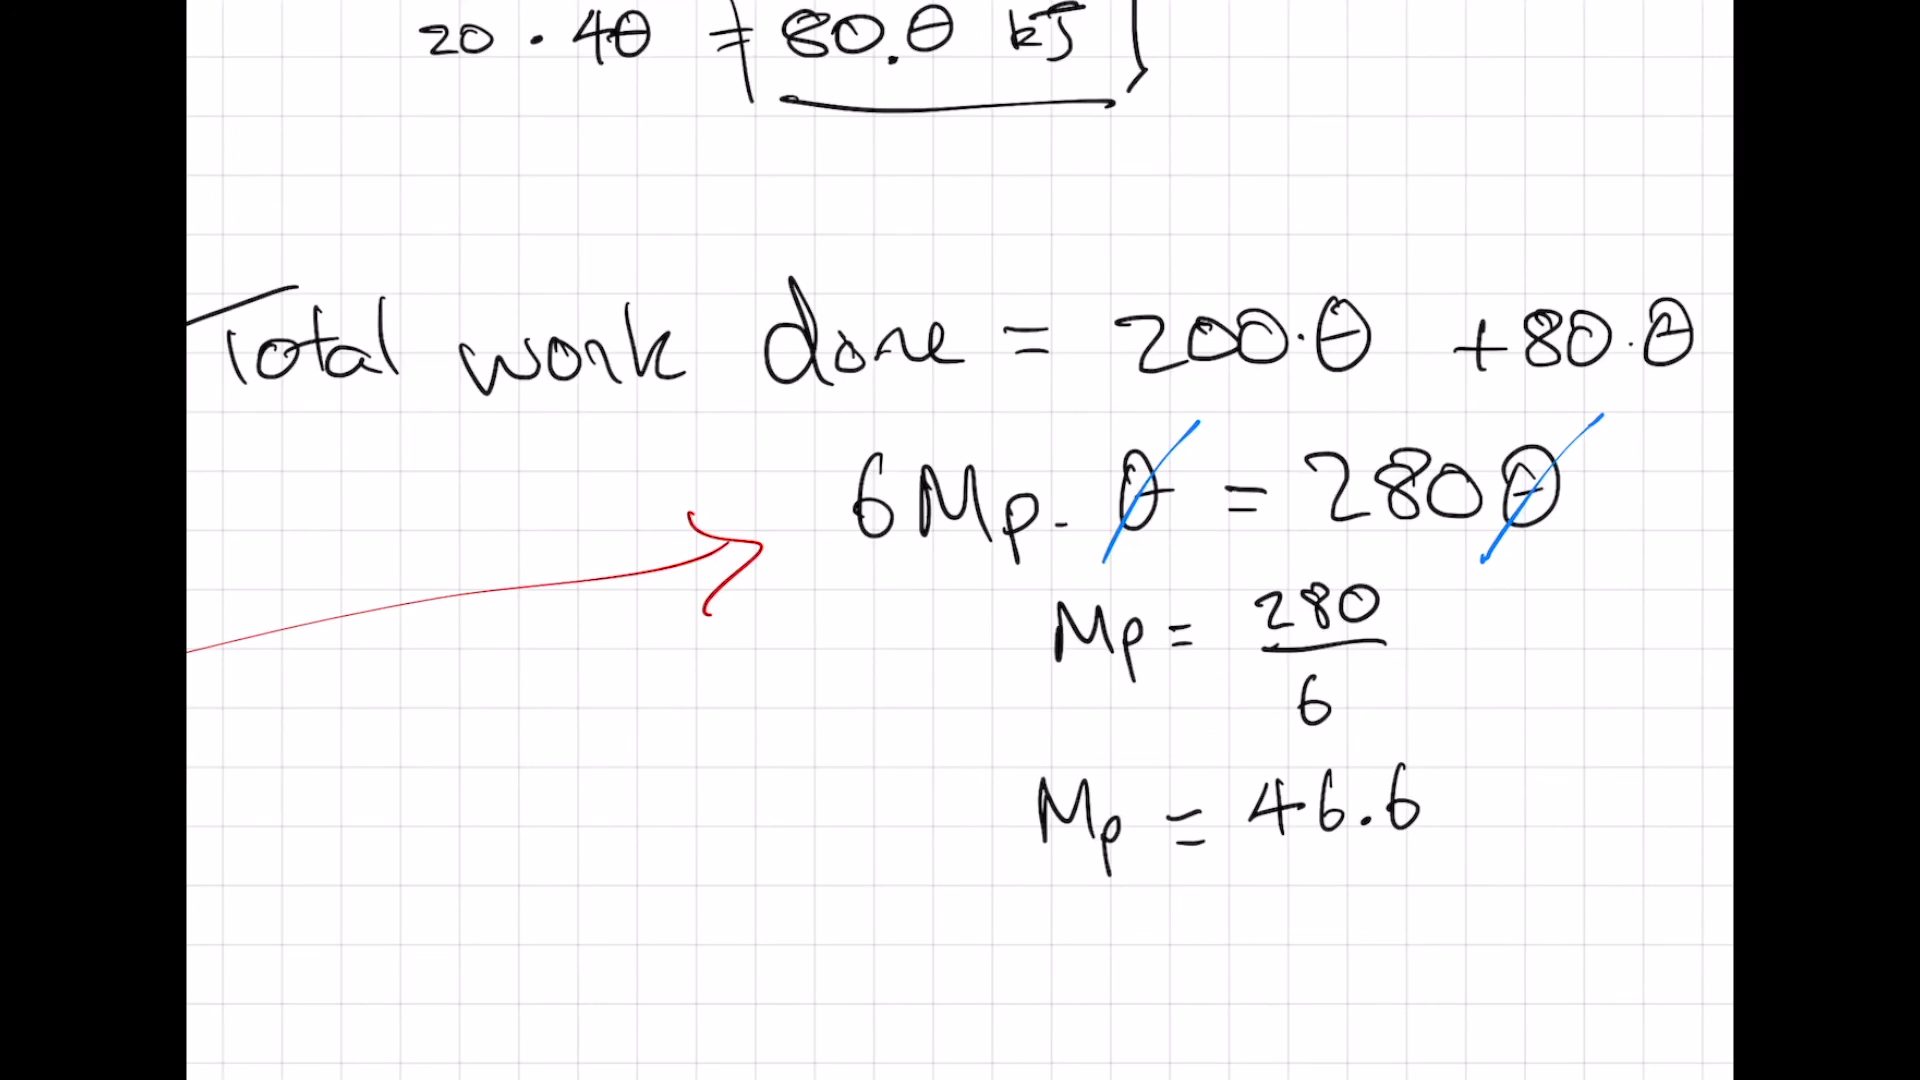 20 . 4θ = 80.θ kJ
Total work done = 200.θ + 80.θ
6Mp. θ = 280θ
Mp = 280/6
Mp = 46.6